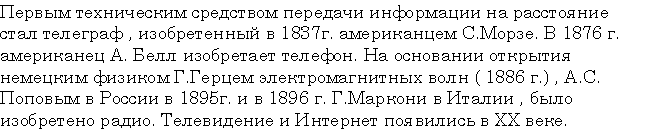 Первым техническим средством передачи информации на расстояние
стал телеграф , изобретенный в 1837г. американцем С.Морзе. В 1876 г.
американец А. Белл изобретает телефон. На основании открытия
немецким физиком Г.Герцем электромагнитных волн ( 1886 г.) , А.С.
Поповым в России в 1895г. и в 1896 г. Г.Маркони в Италии , было
изобретено радио. Телевидение и Интернет появились в XX веке.